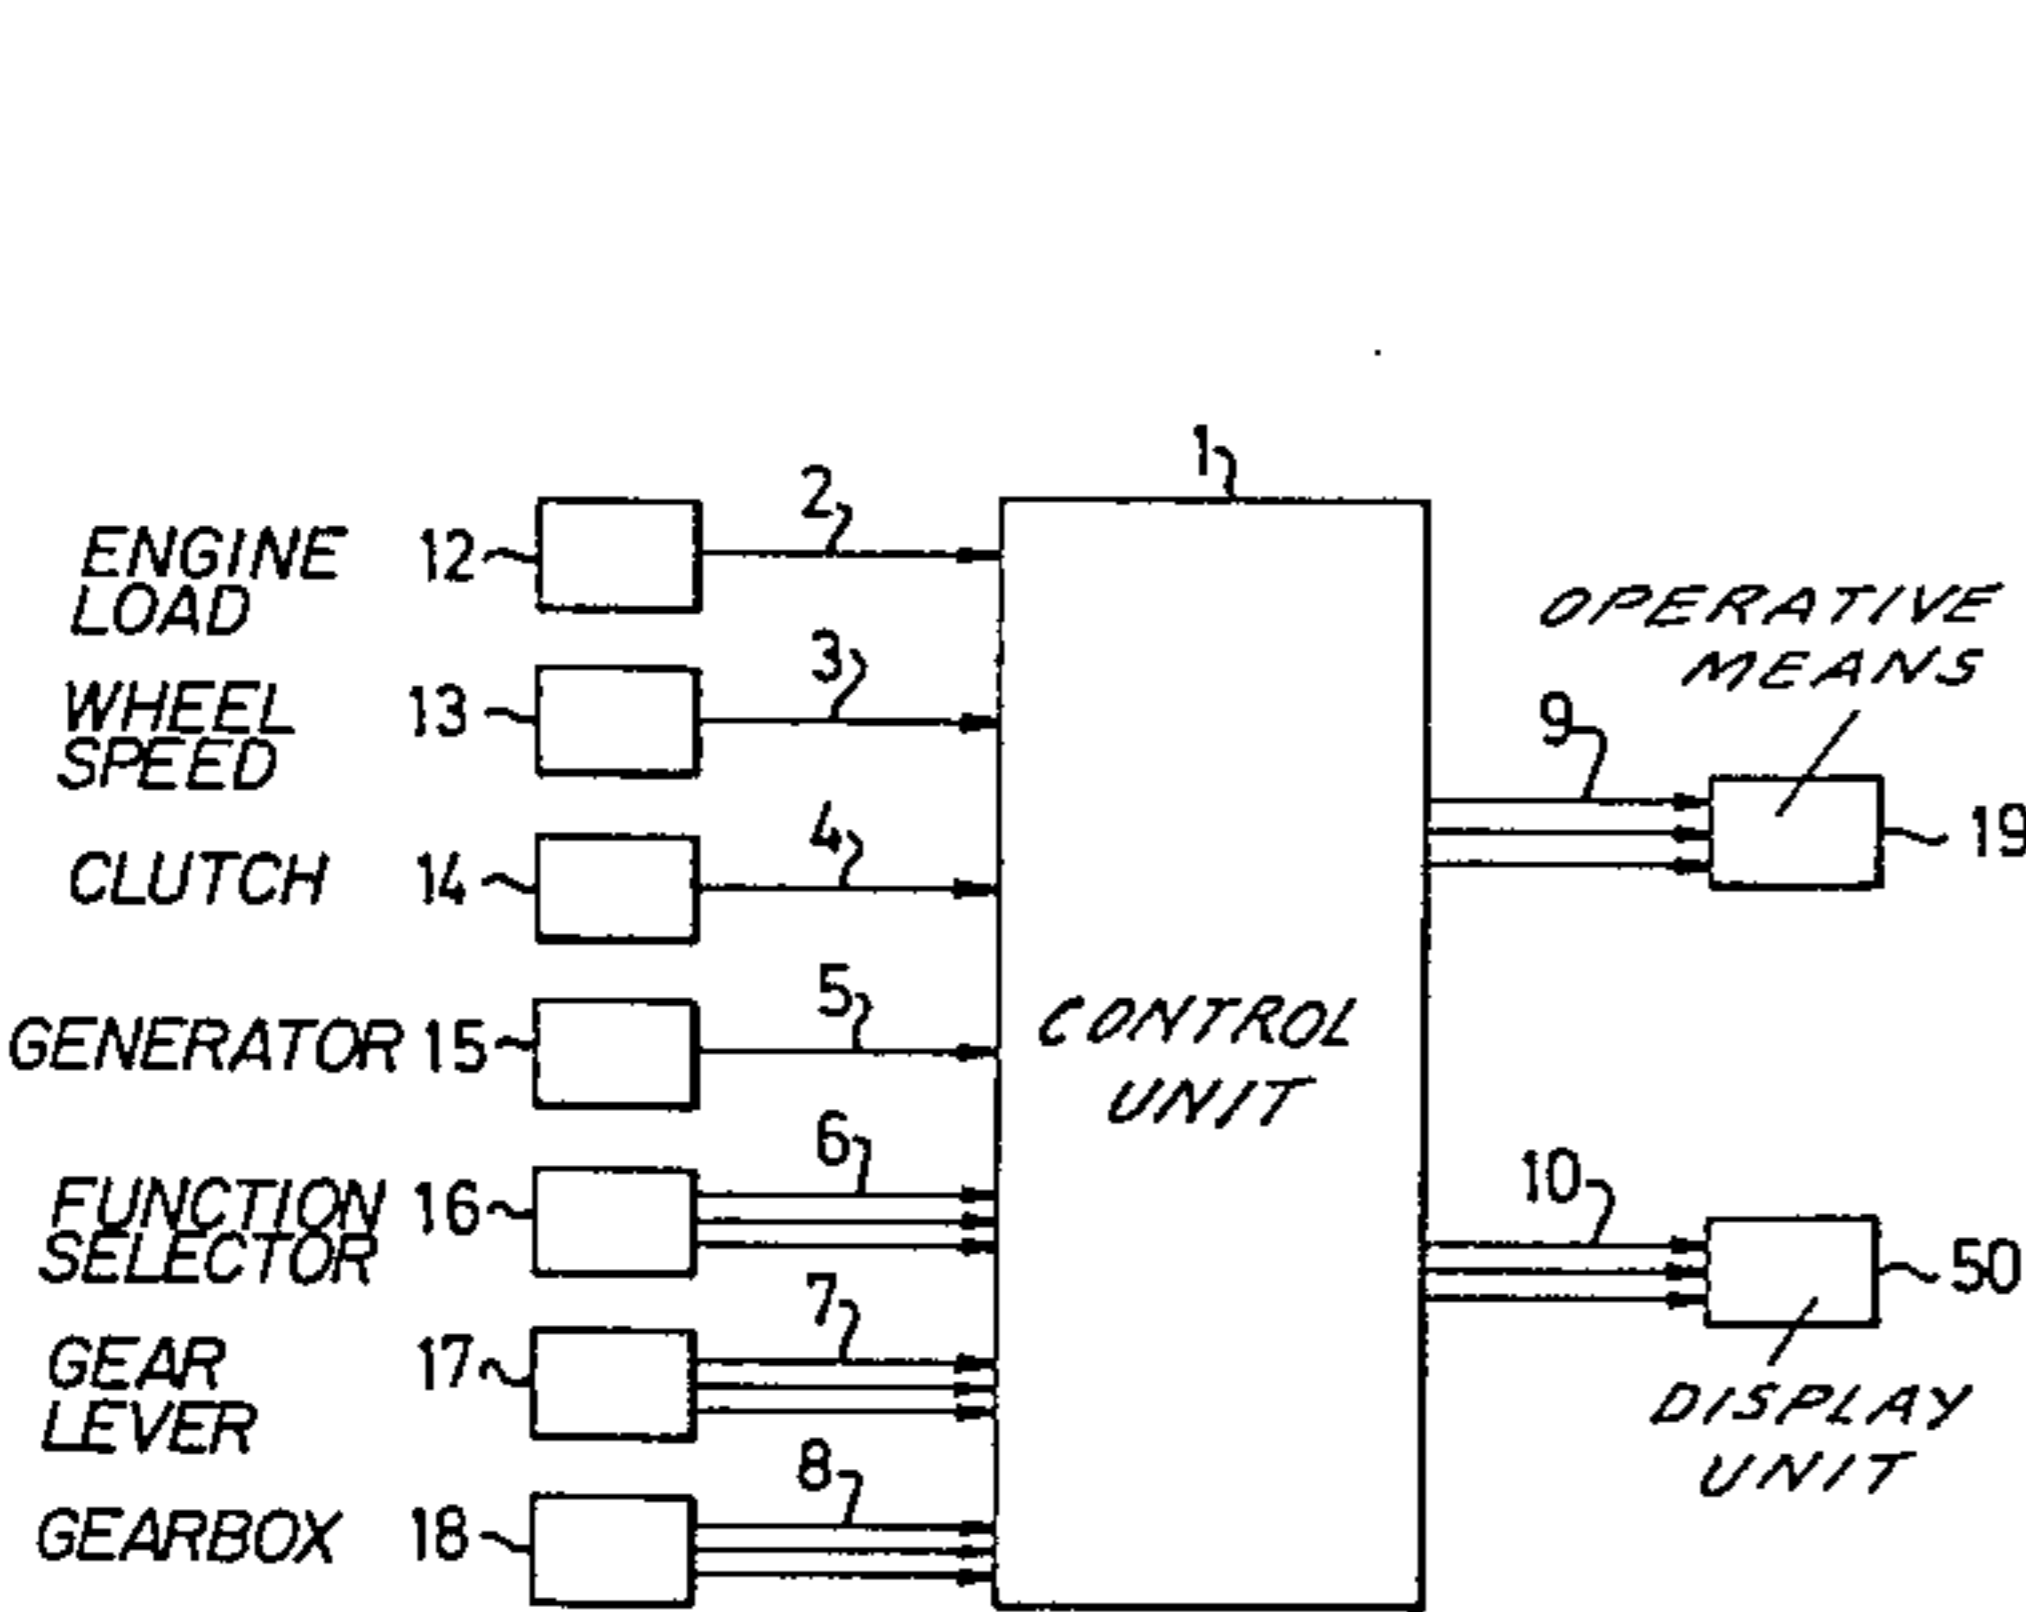 1
ENGINE 12 2
LOAD
WHEEL 13 3
SPEED
CLUTCH 14 4
GENERATOR 15 5
FUNCTION 16 6
SELECTOR
GEAR 17 7
LEVER
GEARBOX 18 8
CONTROL
UNIT
OPERATIVE
MEANS
9
19
10
50
DISPLAY
UNIT